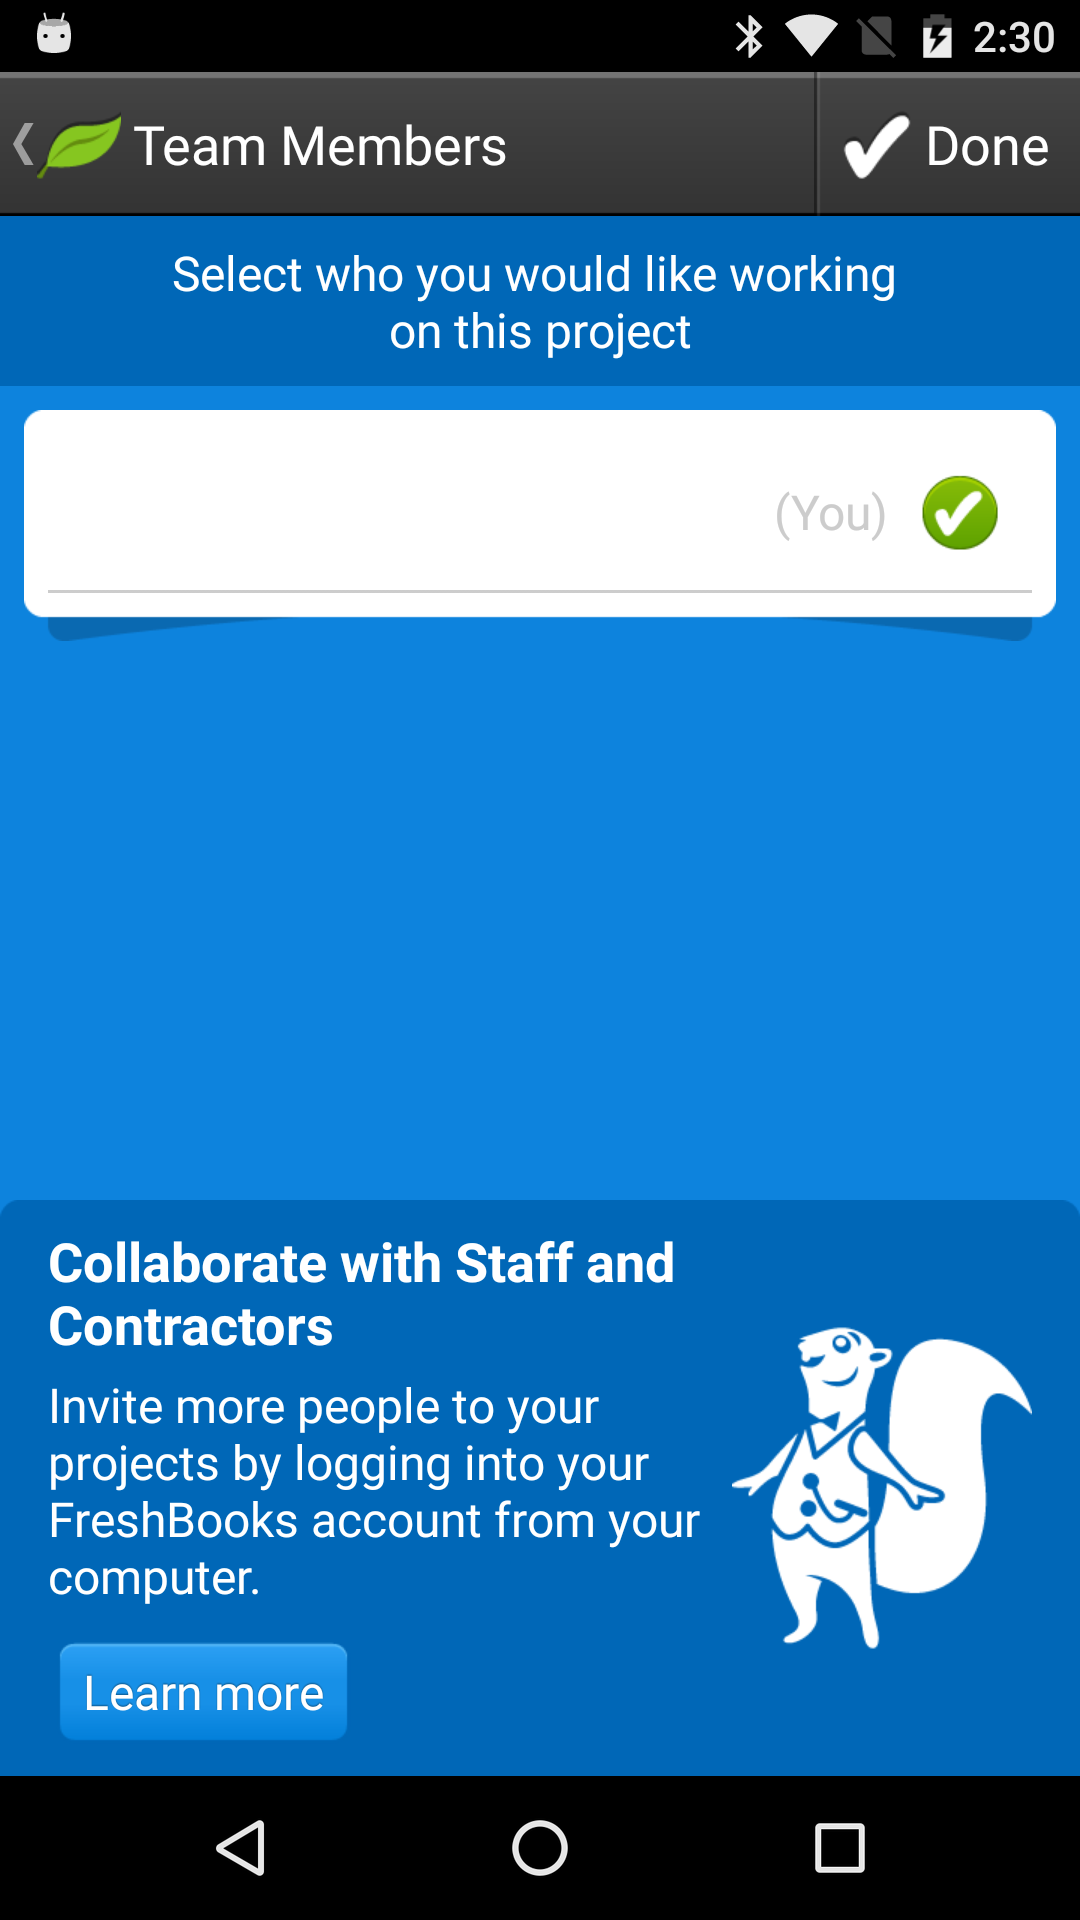 2:30
Team Members
Done
Select who you would like working
on this project
(You)
Collaborate with Staff and
Contractors
Invite more people to your
projects by logging into your
FreshBooks account from your
computer.
Learn more